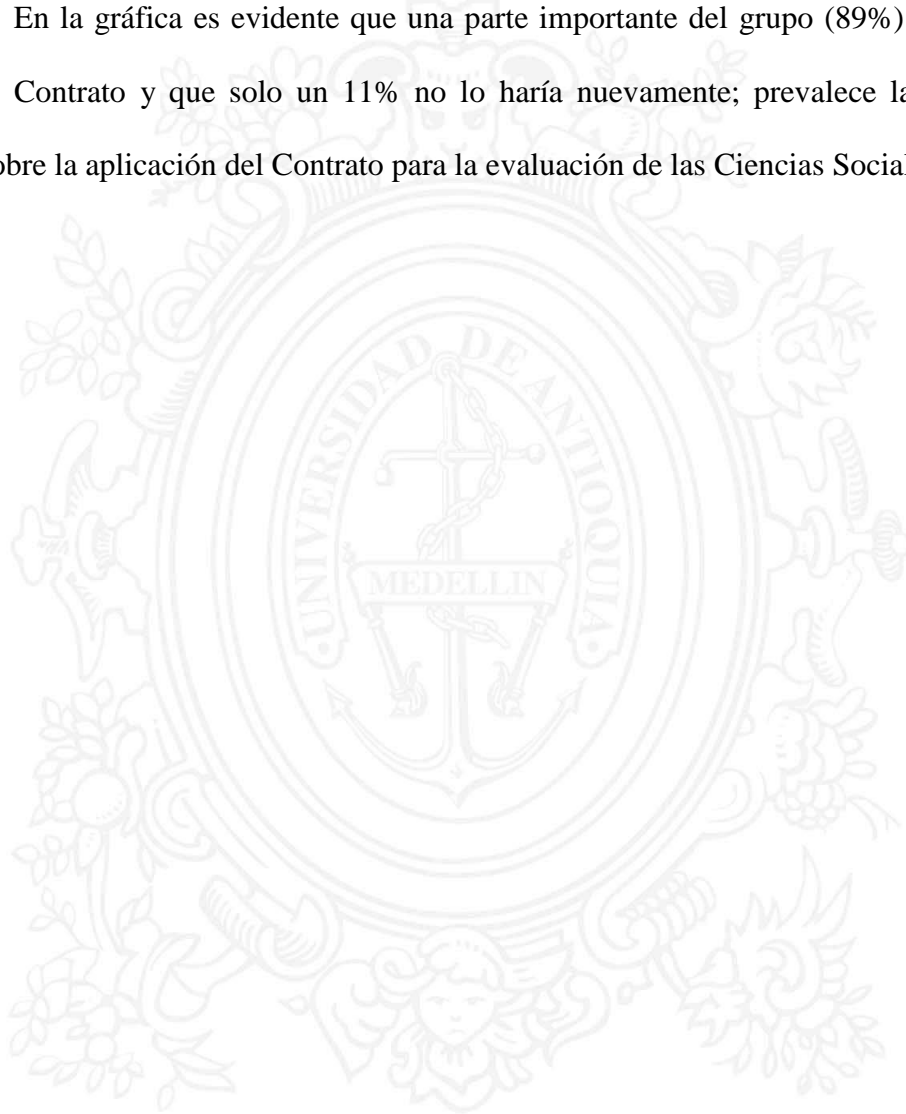 En la gráfica es evidente que una parte importante del grupo (89%)
Contrato y que solo un 11% no lo haría nuevamente; prevalece la
obre la aplicación del Contrato para la evaluación de las Ciencias Social
UNIVERSIDAD DE ANTIOQUIA
MEDELLIN